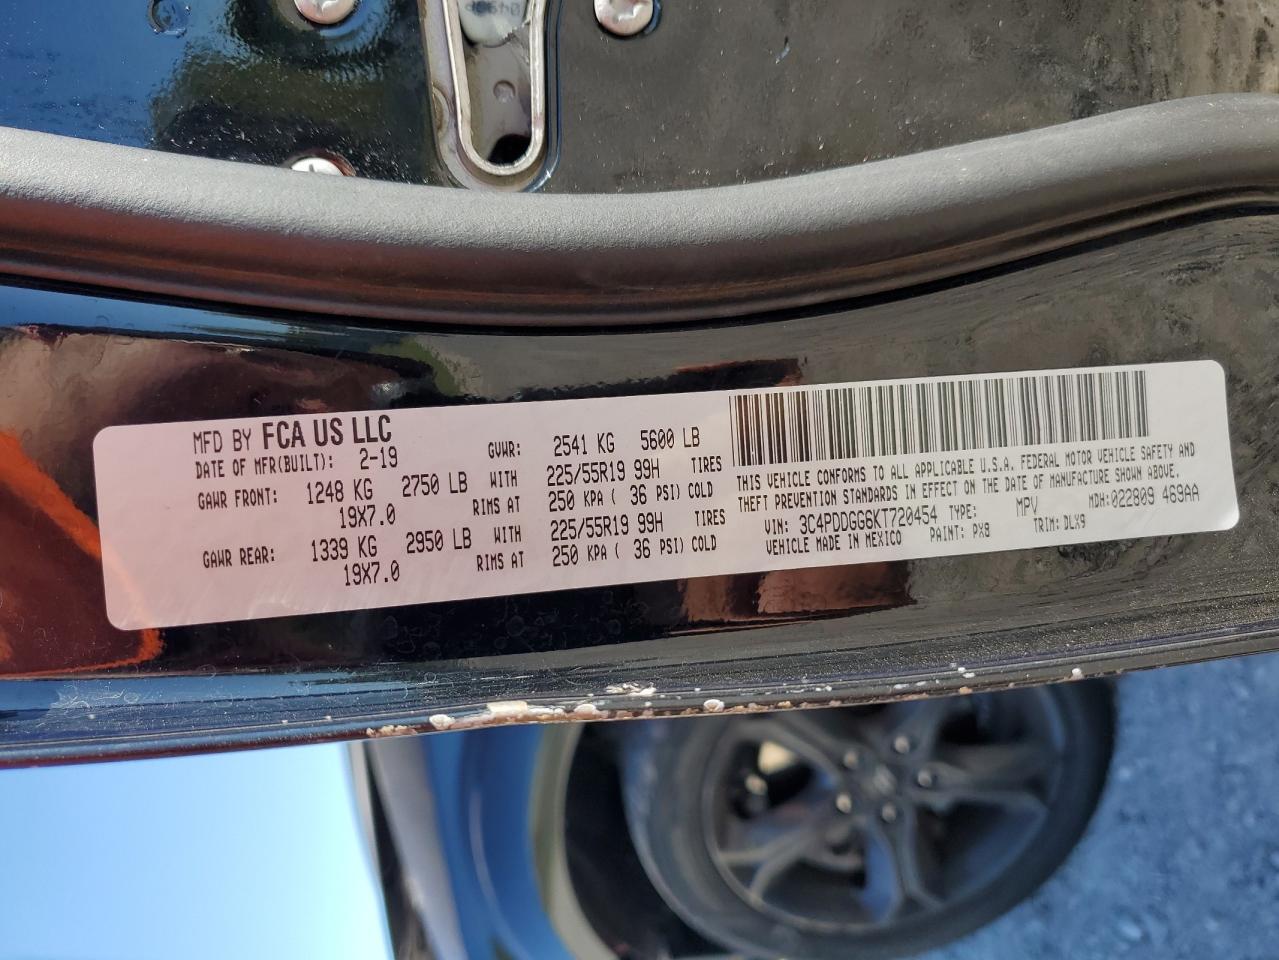 MFD BY FCA US LLC
DATE OF MFR(BUILT): 2-19
GVWR: 2541 KG 5600 LB
GAWR FRONT: 1248 KG 2750 LB WITH 225/55R19 99H TIRES
19X7.0 RIMS AT 250 KPA ( 36 PSI) COLD
GAWR REAR: 1339 KG 2950 LB WITH 225/55R19 99H TIRES
19X7.0 RIMS AT 250 KPA ( 36 PSI) COLD
THIS VEHICLE CONFORMS TO ALL APPLICABLE U.S.A. FEDERAL MOTOR VEHICLE SAFETY AND
THEFT PREVENTION STANDARDS IN EFFECT ON THE DATE OF MANUFACTURE SHOWN ABOVE.
VIN: 3C4PDDGG6KT720454 TYPE: MPV MDH:022809 469AA
VEHICLE MADE IN MEXICO PAINT: PX8 TRIM: DLX9